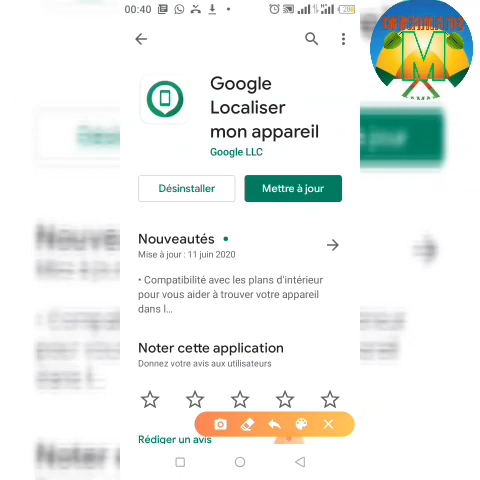 00:40
Google
Localiser
mon appareil
Google LLC
Désinstaller
Mettre à jour
Nouveautés
Mise à jour : 11 juin 2020
• Compatibilité avec les plans d'intérieur
pour vous aider à trouver votre appareil
dans l...
Noter cette application
Donnez votre avis aux utilisateurs
Rédiger un avis
M